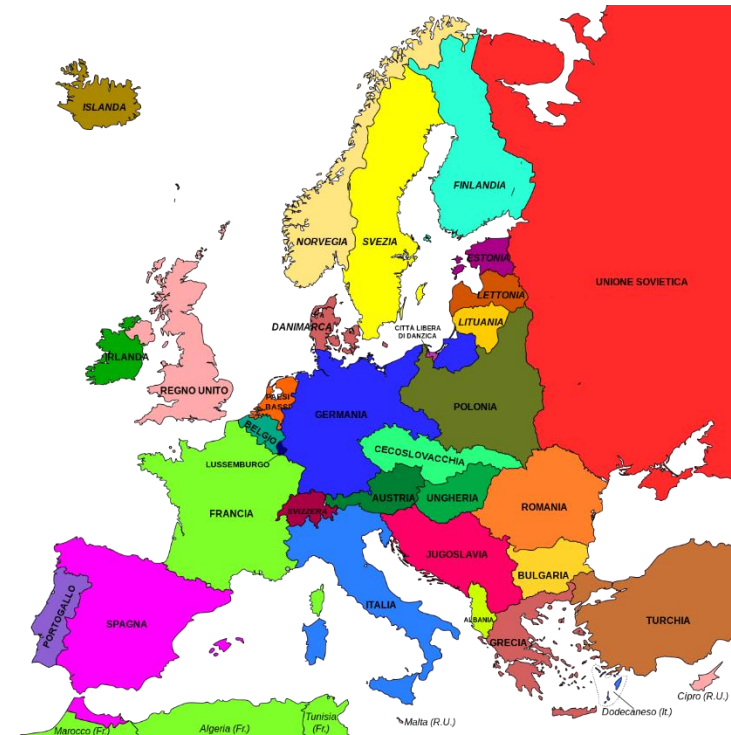 ISLANDA
FINLANDIA
NORVEGIA
SVEZIA
ESTONIA
UNIONE SOVIETICA
LETTONIA
LITUANIA
DANIMARCA
CITTÀ LIBERA
DI DANZICA
IRLANDA
REGNO UNITO
PAESI
BASSI
GERMANIA
POLONIA
BELGIO
CECOSLOVACCHIA
LUSSEMBURGO
AUSTRIA
UNGHERIA
FRANCIA
SVIZZERA
ROMANIA
JUGOSLAVIA
BULGARIA
PORTOGALLO
SPAGNA
ITALIA
ALBANIA
TURCHIA
GRECIA
Cipro (R.U.)
Dodecaneso (It.)
Malta (R.U.)
Marocco (Fr.)
Algeria (Fr.)
Tunisia
(Fr.)